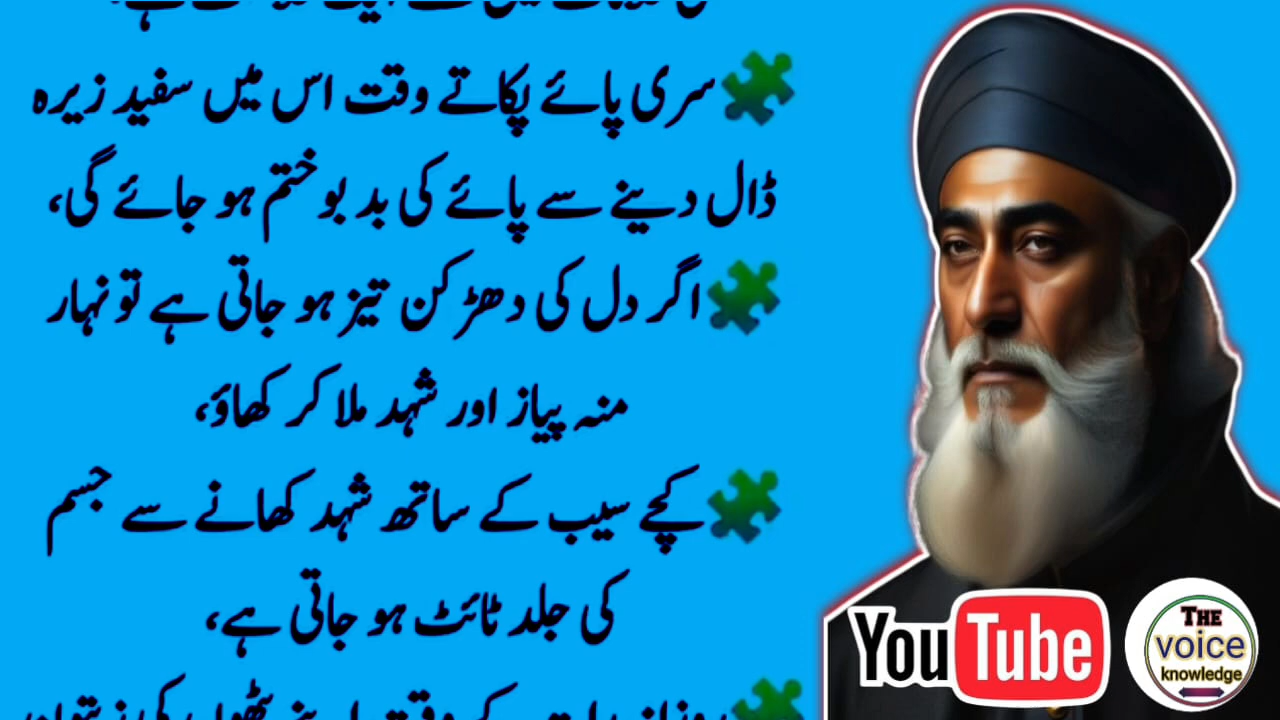 سری پائے پکاتے وقت اس میں سفید زیرہ
ڈال دینے سے پائے کی بدبو ختم ہو جائے گی،
اگر دل کی دھڑکن تیز ہو جاتی ہے تو نہار
منہ پیاز اور شہد ملا کر کھاؤ،
کچے سیب کے ساتھ شہد کھانے سے جسم
کی جلد ٹائٹ ہو جاتی ہے،
YouTube
THE
voice
knowledge